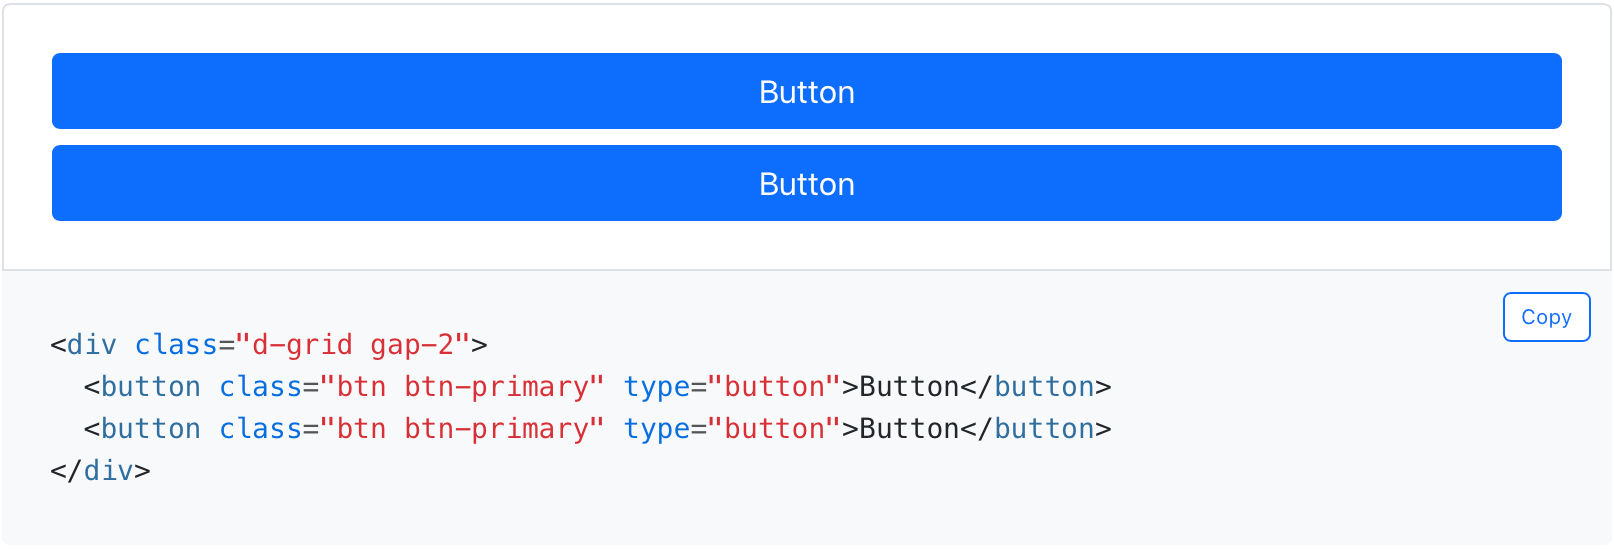 Button
Button
Copy
<div class="d-grid gap-2">
  <button class="btn btn-primary" type="button">Button</button>
  <button class="btn btn-primary" type="button">Button</button>
</div>